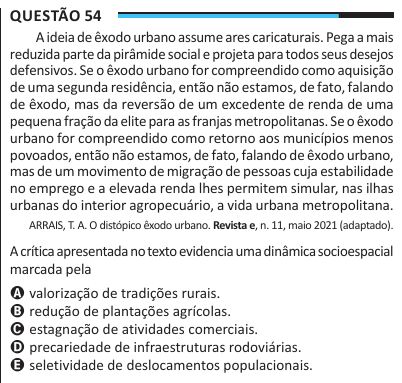 QUESTÃO 54
A ideia de êxodo urbano assume ares caricaturais. Pega a mais
reduzida parte da pirâmide social e projeta para todos seus desejos
defensivos. Se o êxodo urbano for compreendido como aquisição
de uma segunda residência, então não estamos, de fato, falando
de êxodo, mas da reversão de um excedente de renda de uma
pequena fração da elite para as franjas metropolitanas. Se o êxodo
urbano for compreendido como retorno aos municípios menos
povoados, então não estamos, de fato, falando de êxodo urbano,
mas de um movimento de migração de pessoas cuja estabilidade
no emprego e a elevada renda lhes permitem simular, nas ilhas
urbanas do interior agropecuário, a vida urbana metropolitana.
ARRAIS, T. A. O distópico êxodo urbano. Revista e, n. 11, maio 2021 (adaptado).
A crítica apresentada no texto evidencia uma dinâmica socioespacial
marcada pela
A valorização de tradições rurais.
B redução de plantações agrícolas.
C estagnação de atividades comerciais.
D precariedade de infraestruturas rodoviárias.
E seletividade de deslocamentos populacionais.